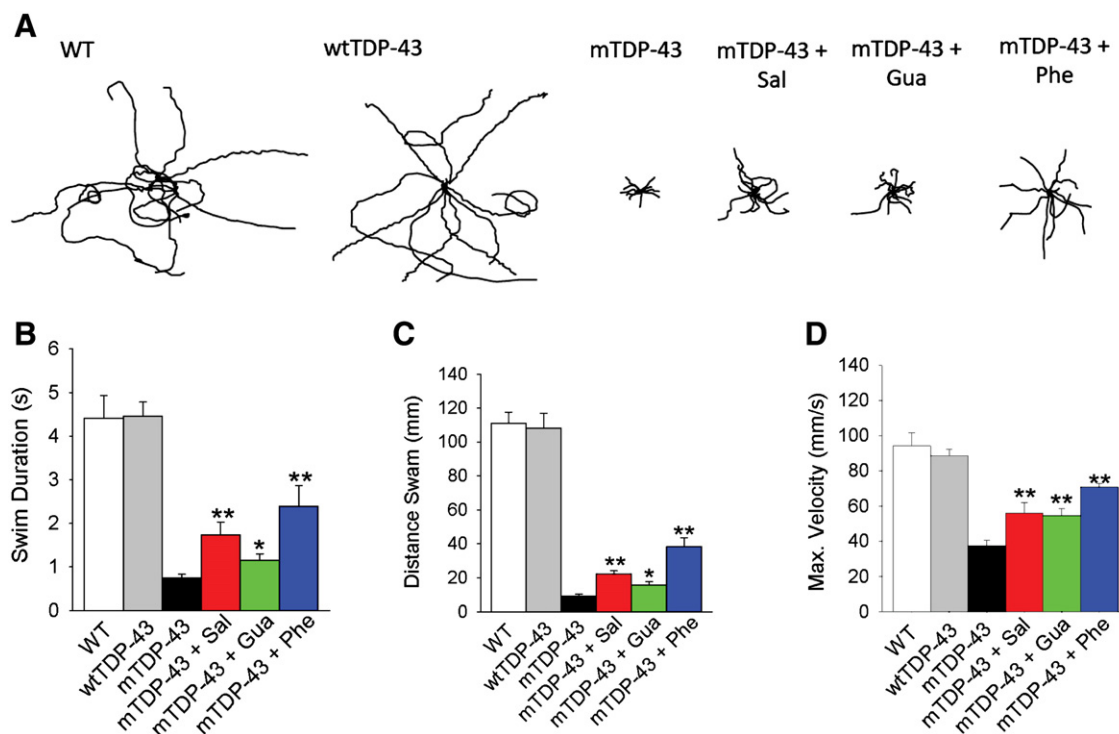 A
WT
wtTDP-43
mTDP-43
mTDP-43 +
Sal
mTDP-43 +
Gua
mTDP-43 +
Phe
B
Swim Duration (s)
6
5
4
3
2
1
0
**
*
**
WT
wtTDP-43
mTDP-43
mTDP-43 + Sal
mTDP-43 + Gua
mTDP-43 + Phe
C
Distance Swam (mm)
140
120
100
80
60
40
20
0
**
*
**
WT
wtTDP-43
mTDP-43
mTDP-43 + Sal
mTDP-43 + Gua
mTDP-43 + Phe
D
Max. Velocity (mm/s)
140
120
100
80
60
40
20
0
**
**
**
WT
wtTDP-43
mTDP-43
mTDP-43 + Sal
mTDP-43 + Gua
mTDP-43 + Phe